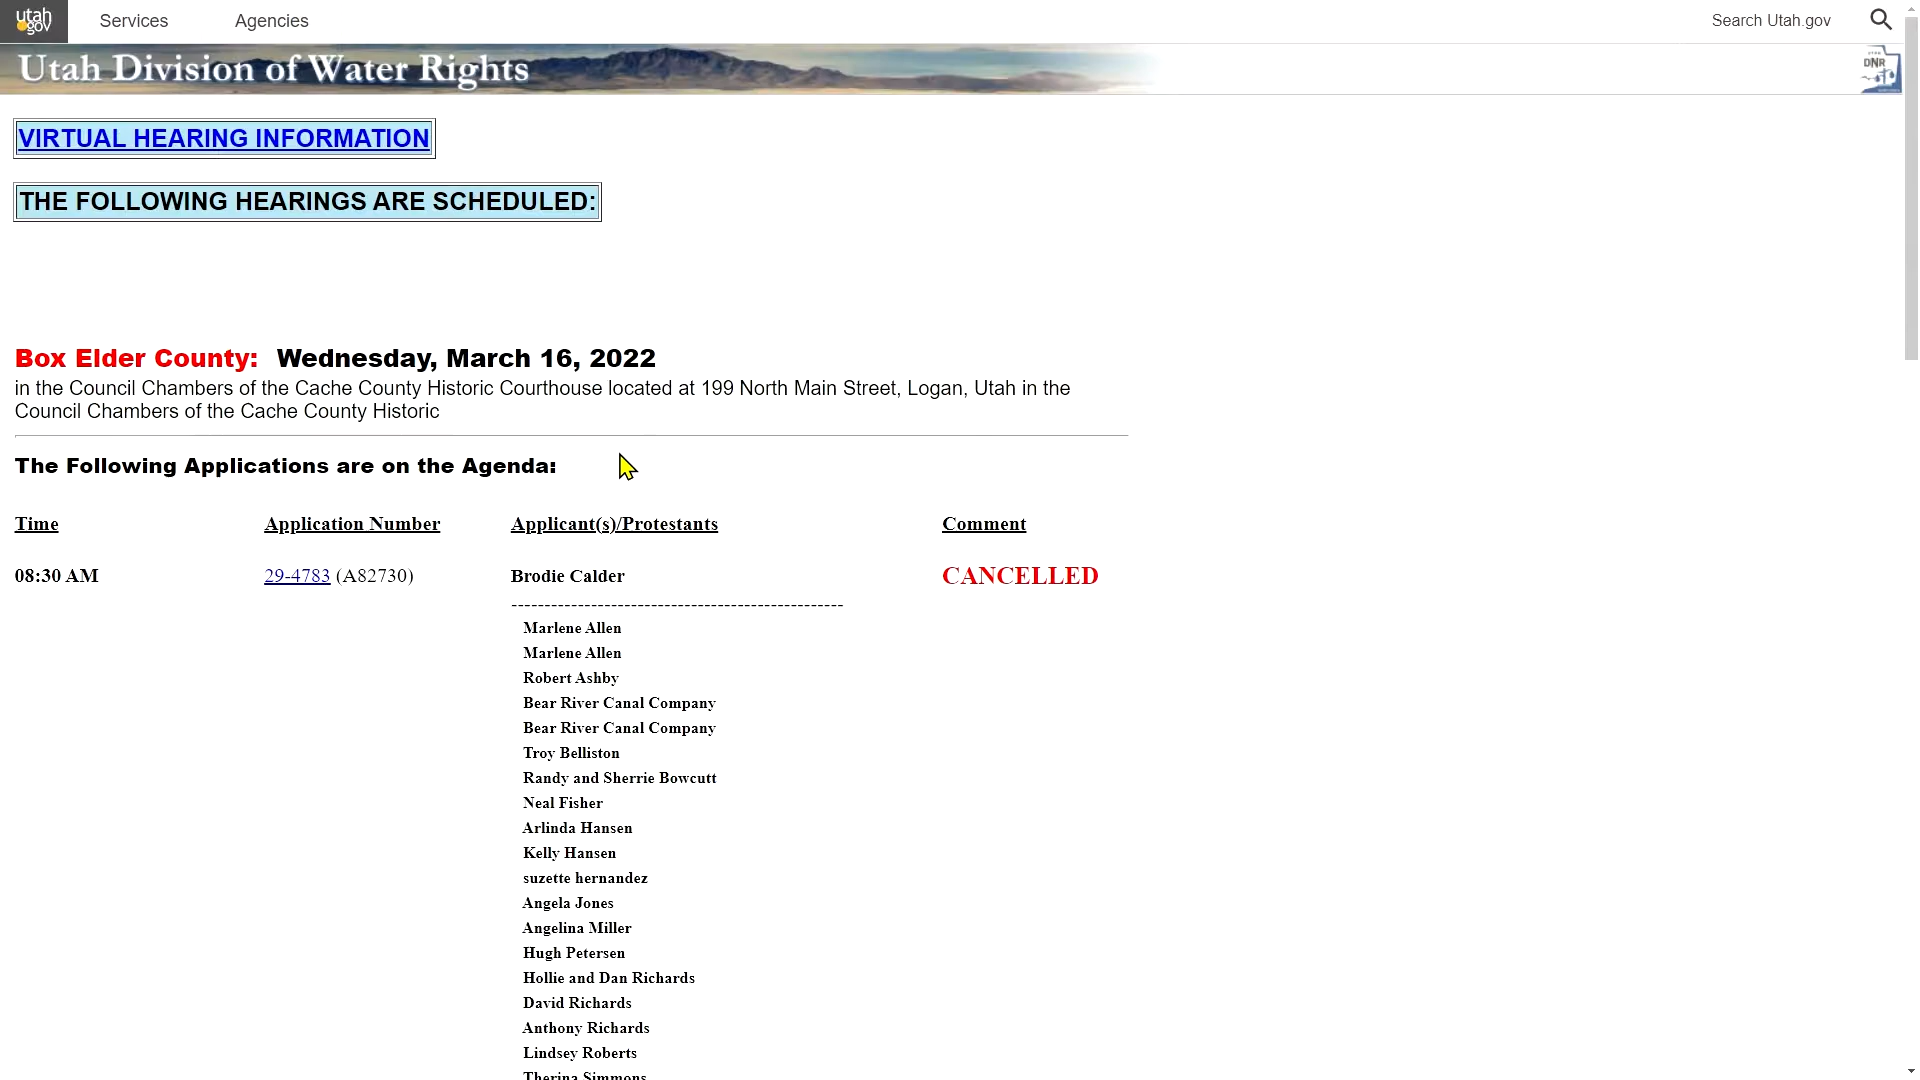 utah.gov Services Agencies Search Utah.gov
Utah Division of Water Rights
UTAH DNR
VIRTUAL HEARING INFORMATION
THE FOLLOWING HEARINGS ARE SCHEDULED:
Box Elder County: Wednesday, March 16, 2022
in the Council Chambers of the Cache County Historic Courthouse located at 199 North Main Street, Logan, Utah in the
Council Chambers of the Cache County Historic
The Following Applications are on the Agenda:
Time Application Number Applicant(s)/Protestants Comment
08:30 AM 29-4783 (A82730) Brodie Calder CANCELLED
--------------------------------------------------
Marlene Allen
Marlene Allen
Robert Ashby
Bear River Canal Company
Bear River Canal Company
Troy Belliston
Randy and Sherrie Bowcutt
Neal Fisher
Arlinda Hansen
Kelly Hansen
suzette hernandez
Angela Jones
Angelina Miller
Hugh Petersen
Hollie and Dan Richards
David Richards
Anthony Richards
Lindsey Roberts
Therina Simmons